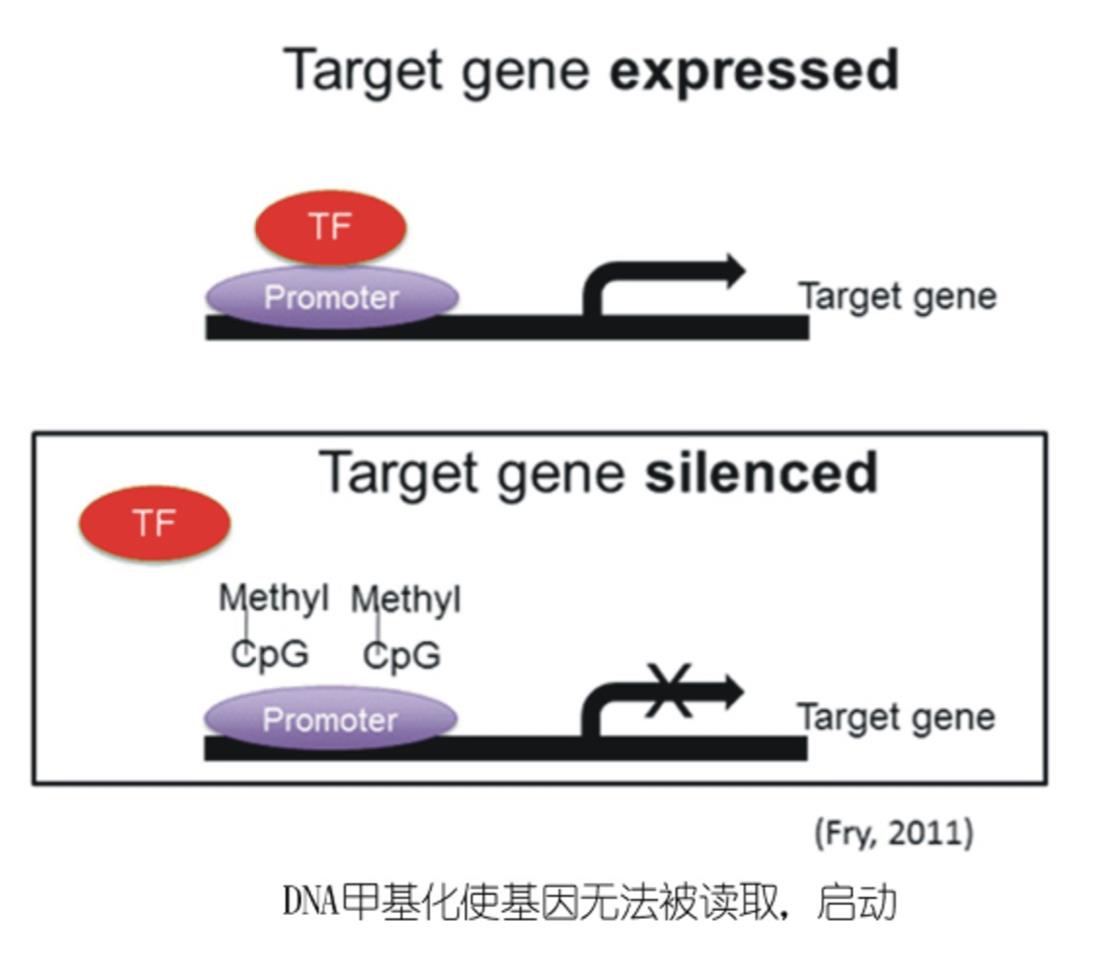 Target gene expressed
TF
Promoter
Target gene
Target gene silenced
TF
Methyl Methyl
CpG CpG
X
Promoter
Target gene
(Fry, 2011)
DNA甲基化使基因无法被读取，启动